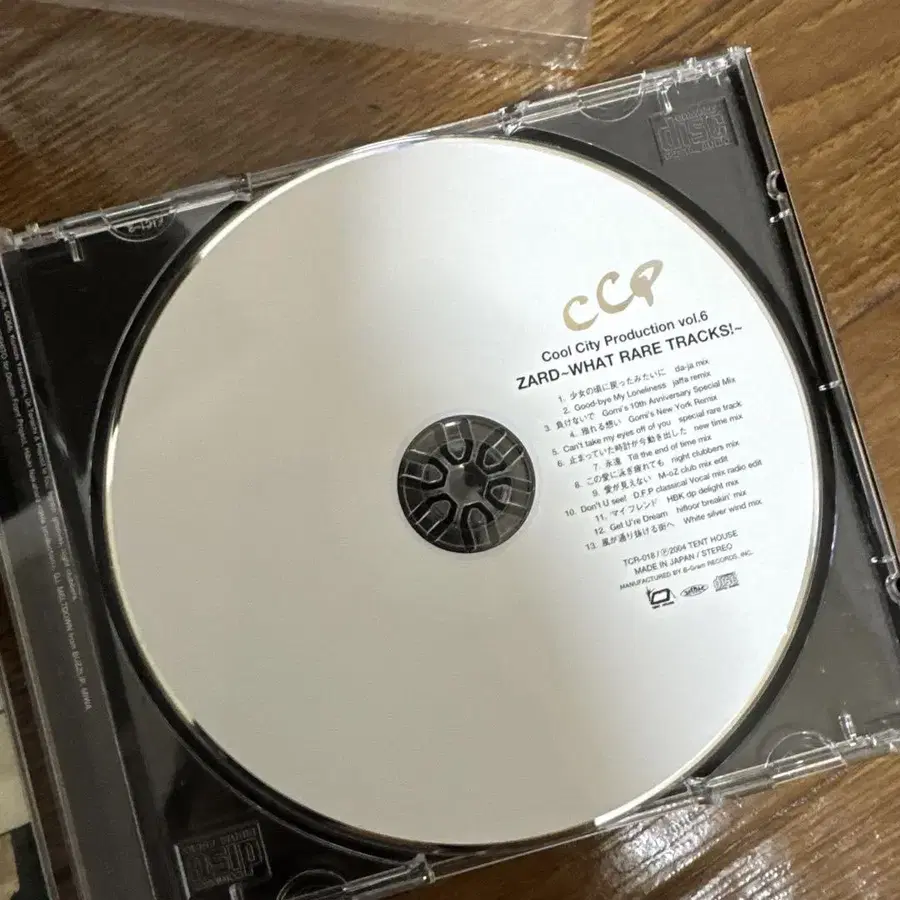 CCP
Cool City Production vol.6
ZARD~WHAT RARE TRACKS!~
1. 少女の頃に戻ったみたいに da-ja mix
2. Good-bye My Loneliness jaffa remix
3. 負けないで Gomi's 10th Anniversary Special Mix
4. 揺れる想い Gomi's New York Remix
5. Can't take my eyes off of you special rare track
6. 止まっていた時計が今動き出した new time mix
7. 永遠 Till the end of time mix
8. この愛に泳ぎ疲れても night clubbers mix
9. 愛が見えない M-oZ club mix edit
10. Don't U see! D.F.P classical Vocal mix radio edit
11. マイ フレンド HBK dp delight mix
12. Get U're Dream hifloor breakin' mix
13. 風が通り抜ける街へ White silver wind mix
TCR-018 / Ⓟ2004 TENT HOUSE
MADE IN JAPAN / STEREO
MANUFACTURED BY B-Gram RECORDS, INC.
disc
disc